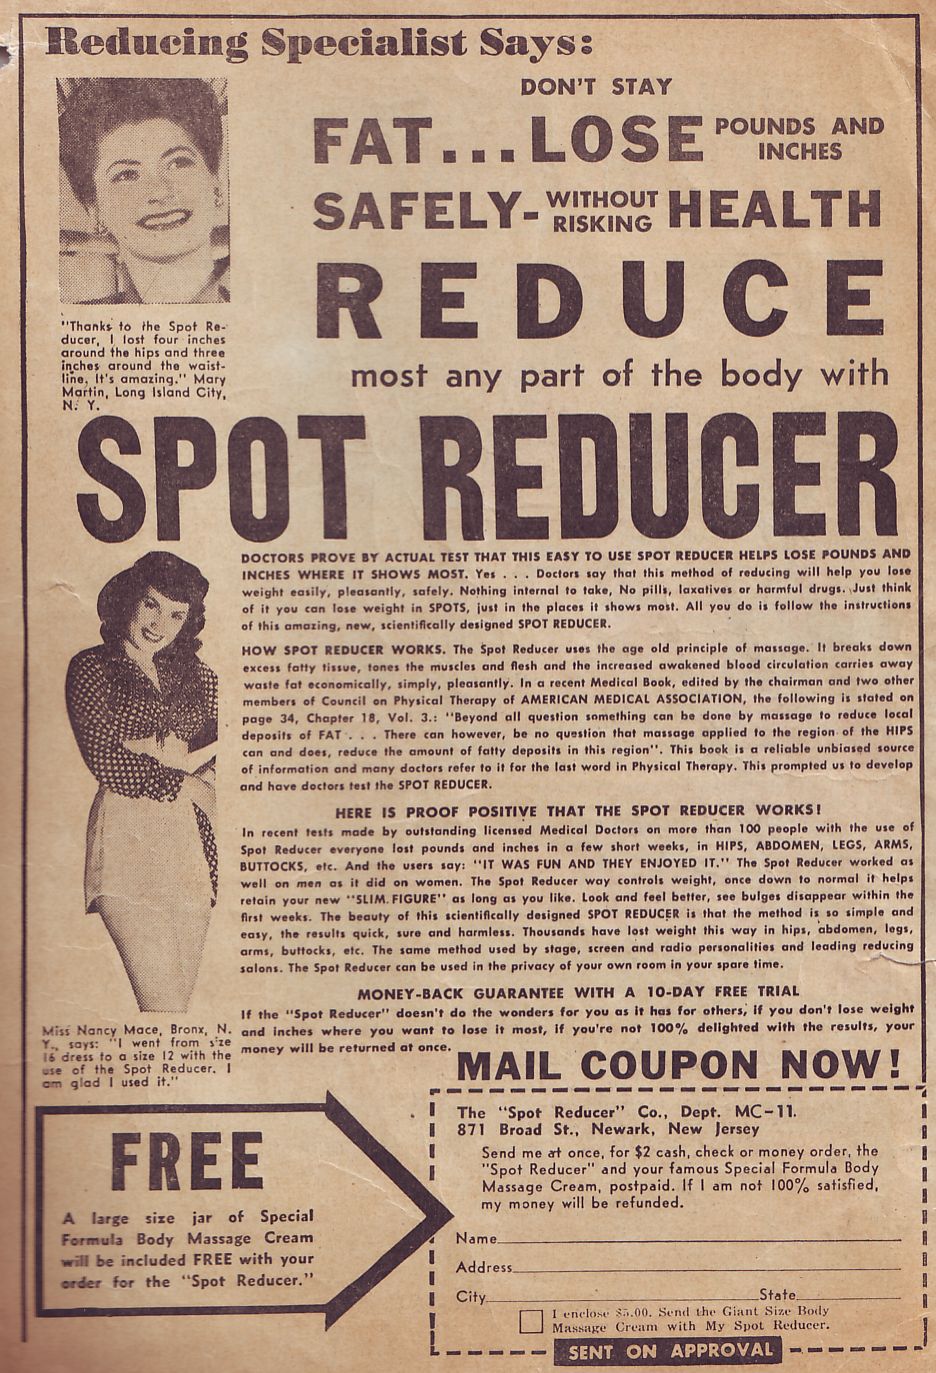 Reducing Specialist Says:
DON'T STAY
FAT...LOSE POUNDS AND INCHES
SAFELY- WITHOUT RISKING HEALTH
REDUCE
most any part of the body with
"Thanks to the Spot Re-
ducer, I lost four inches
around the hips and three
inches around the waist-
line. It's amazing." Mary
Martin, Long Island City,
N. Y.
SPOT REDUCER
DOCTORS PROVE BY ACTUAL TEST THAT THIS EASY TO USE SPOT REDUCER HELPS LOSE POUNDS AND
INCHES WHERE IT SHOWS MOST. Yes . . . Doctors say that this method of reducing will help you lose
weight easily, pleasantly, safely. Nothing internal to take, No pills, laxatives or harmful drugs. Just think
of it you can lose weight in SPOTS, just in the places it shows most. All you do is follow the instructions
of this amazing, new, scientifically designed SPOT REDUCER.
HOW SPOT REDUCER WORKS. The Spot Reducer uses the age old principle of massage. It breaks down
excess fatty tissue, tones the muscles and flesh and the increased awakened blood circulation carries away
waste fat economically, simply, pleasantly. In a recent Medical Book, edited by the chairman and two other
members of Council on Physical Therapy of AMERICAN MEDICAL ASSOCIATION, the following is stated on
page 34, Chapter 18, Vol. 3.: "Beyond all question something can be done by massage to reduce local
deposits of FAT . . . There can however, be no question that massage applied to the region of the HIPS
can and does, reduce the amount of fatty deposits in this region". This book is a reliable unbiased source
of information and many doctors refer to it for the last word in Physical Therapy. This prompted us to develop
and have doctors test the SPOT REDUCER.
HERE IS PROOF POSITIVE THAT THE SPOT REDUCER WORKS!
In recent tests made by outstanding licensed Medical Doctors on more than 100 people with the use of
Spot Reducer everyone lost pounds and inches in a few short weeks, in HIPS, ABDOMEN, LEGS, ARMS,
BUTTOCKS, etc. And the users say: "IT WAS FUN AND THEY ENJOYED IT." The Spot Reducer worked as
well on men as it did on women. The Spot Reducer way controls weight, once down to normal it helps
retain your new "SLIM FIGURE" as long as you like. Look and feel better, see bulges disappear within the
first weeks. The beauty of this scientifically designed SPOT REDUCER is that the method is so simple and
easy, the results quick, sure and harmless. Thousands have lost weight this way in hips, abdomen, legs,
arms, buttocks, etc. The same method used by stage, screen and radio personalities and leading reducing
salons. The Spot Reducer can be used in the privacy of your own room in your spare time.
MONEY-BACK GUARANTEE WITH A 10-DAY FREE TRIAL
If the "Spot Reducer" doesn't do the wonders for you as it has for others, if you don't lose weight
and inches where you want to lose it most, if you're not 100% delighted with the results, your
money will be returned at once.
Miss Nancy Mace, Bronx, N.
Y., says: "I went from size
16 dress to a size 12 with the
use of the Spot Reducer. I
am glad I used it."
MAIL COUPON NOW!
FREE
A large size jar of Special
Formula Body Massage Cream
will be included FREE with your
order for the "Spot Reducer."
The "Spot Reducer" Co., Dept. MC-11.
871 Broad St., Newark, New Jersey
Send me at once, for $2 cash, check or money order, the
"Spot Reducer" and your famous Special Formula Body
Massage Cream, postpaid. If I am not 100% satisfied,
my money will be refunded.
Name
Address
City State
I enclose $5.00. Send the Giant Size Body
Massage Cream with My Spot Reducer.
SENT ON APPROVAL